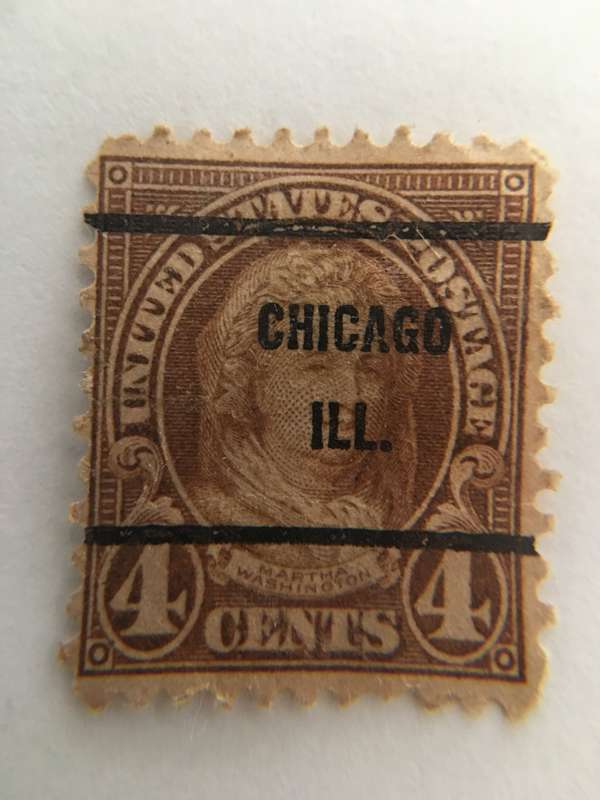 UNITED STATES POSTAGE
CHICAGO
ILL.
MARTHA
WASHINGTON
4 CENTS 4